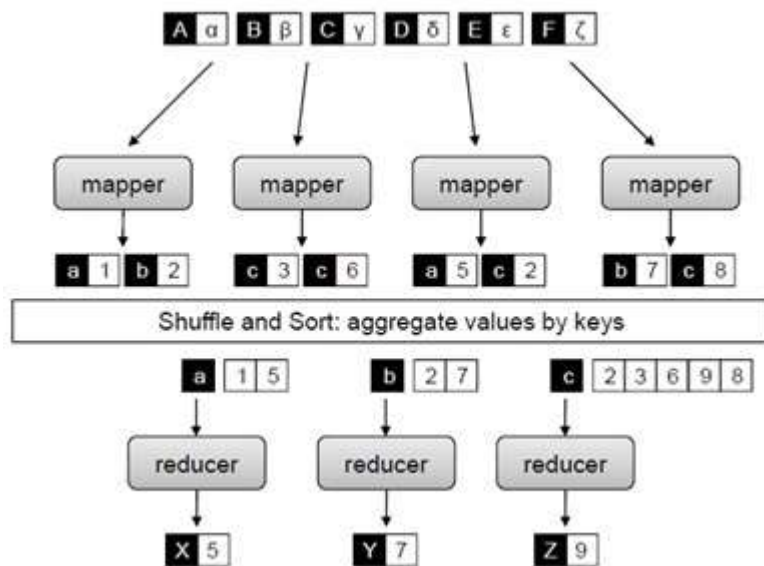 A α B β C γ D δ E ε F ζ
mapper mapper mapper mapper
a 1 b 2 c 3 c 6 a 5 c 2 b 7 c 8
Shuffle and Sort: aggregate values by keys
a 1 5 b 2 7 c 2 3 6 9 8
reducer reducer reducer
X 5 Y 7 Z 9